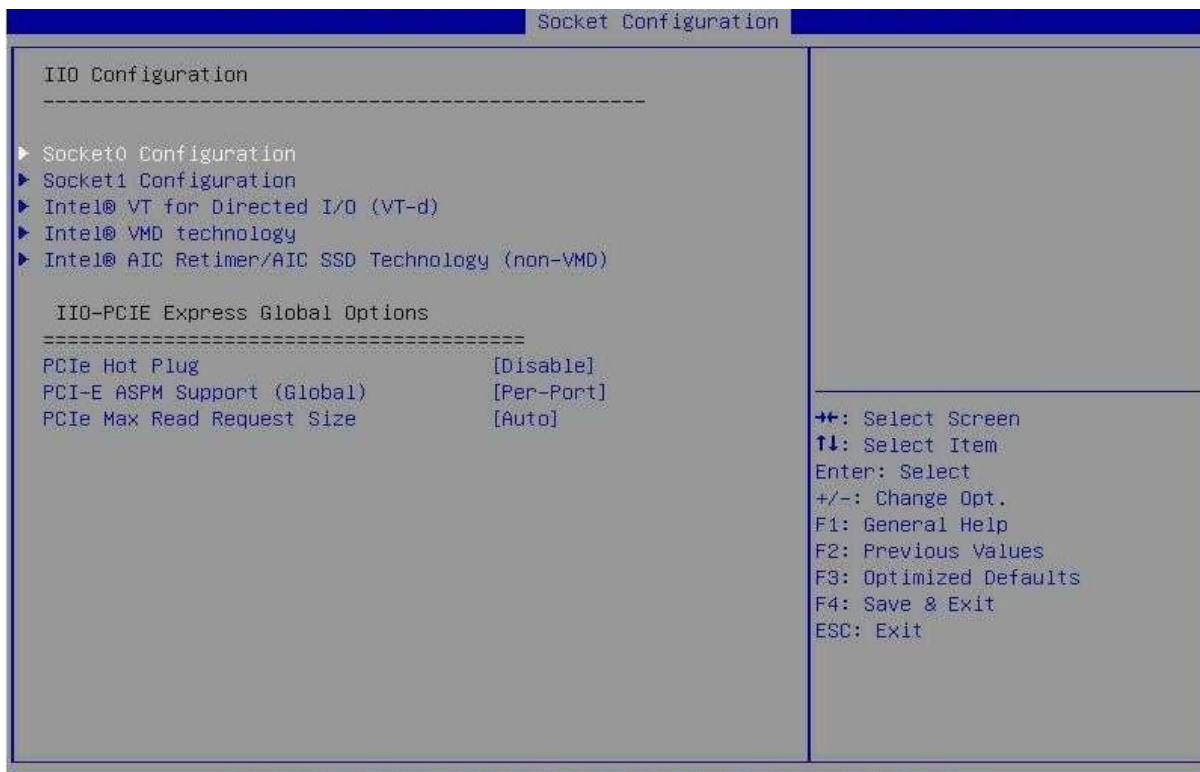 Socket Configuration
IIO Configuration
--------------------------------------------------
Socket0 Configuration
Socket1 Configuration
Intel® VT for Directed I/O (VT-d)
Intel® VMD technology
Intel® AIC Retimer/AIC SSD Technology (non-VMD)
IIO-PCIE Express Global Options
========================================
PCIe Hot Plug [Disable]
PCI-E ASPM Support (Global) [Per-Port]
PCIe Max Read Request Size [Auto]
→←: Select Screen
↑↓: Select Item
Enter: Select
+/-: Change Opt.
F1: General Help
F2: Previous Values
F3: Optimized Defaults
F4: Save & Exit
ESC: Exit